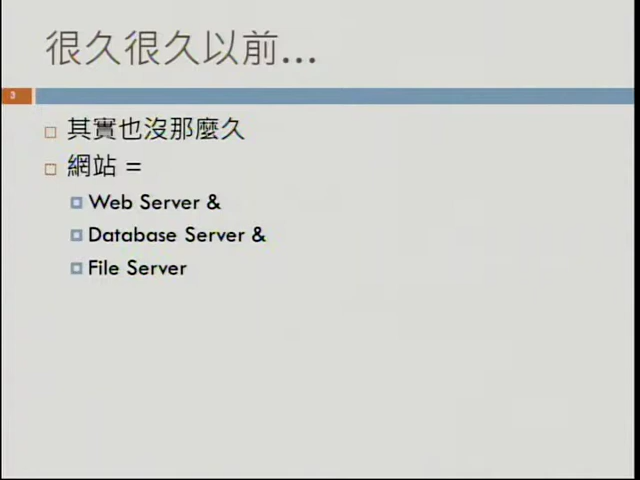 很久很久以前...
3
其實也沒那麼久
網站 =
Web Server &
Database Server &
File Server